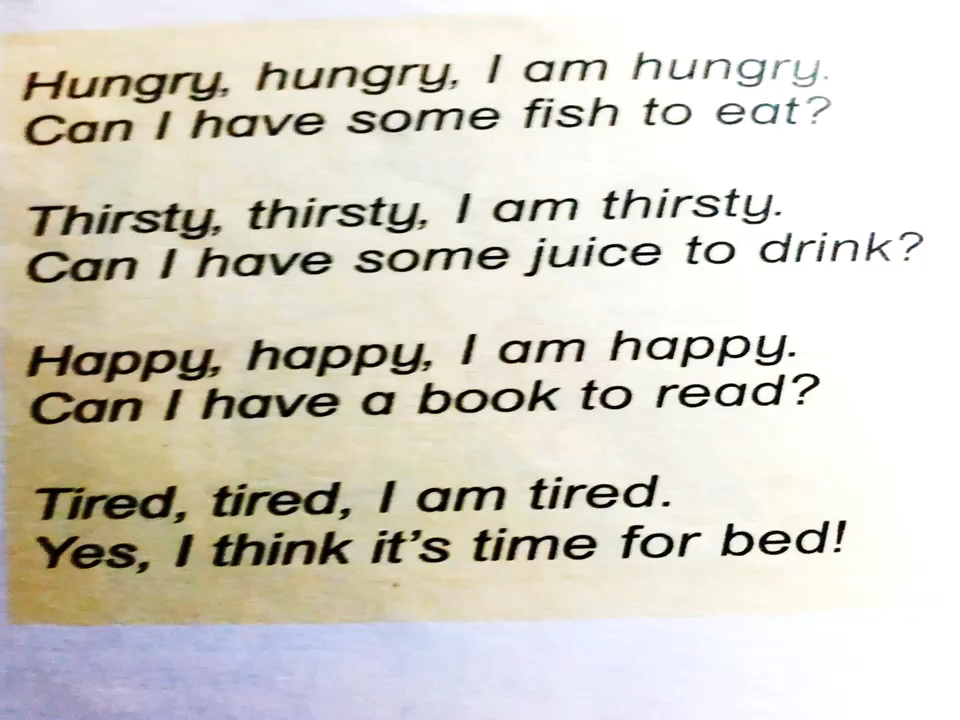 Hungry, hungry, I am hungry.
Can I have some fish to eat?
Thirsty, thirsty, I am thirsty.
Can I have some juice to drink?
Happy, happy, I am happy.
Can I have a book to read?
Tired, tired, I am tired.
Yes, I think it's time for bed!